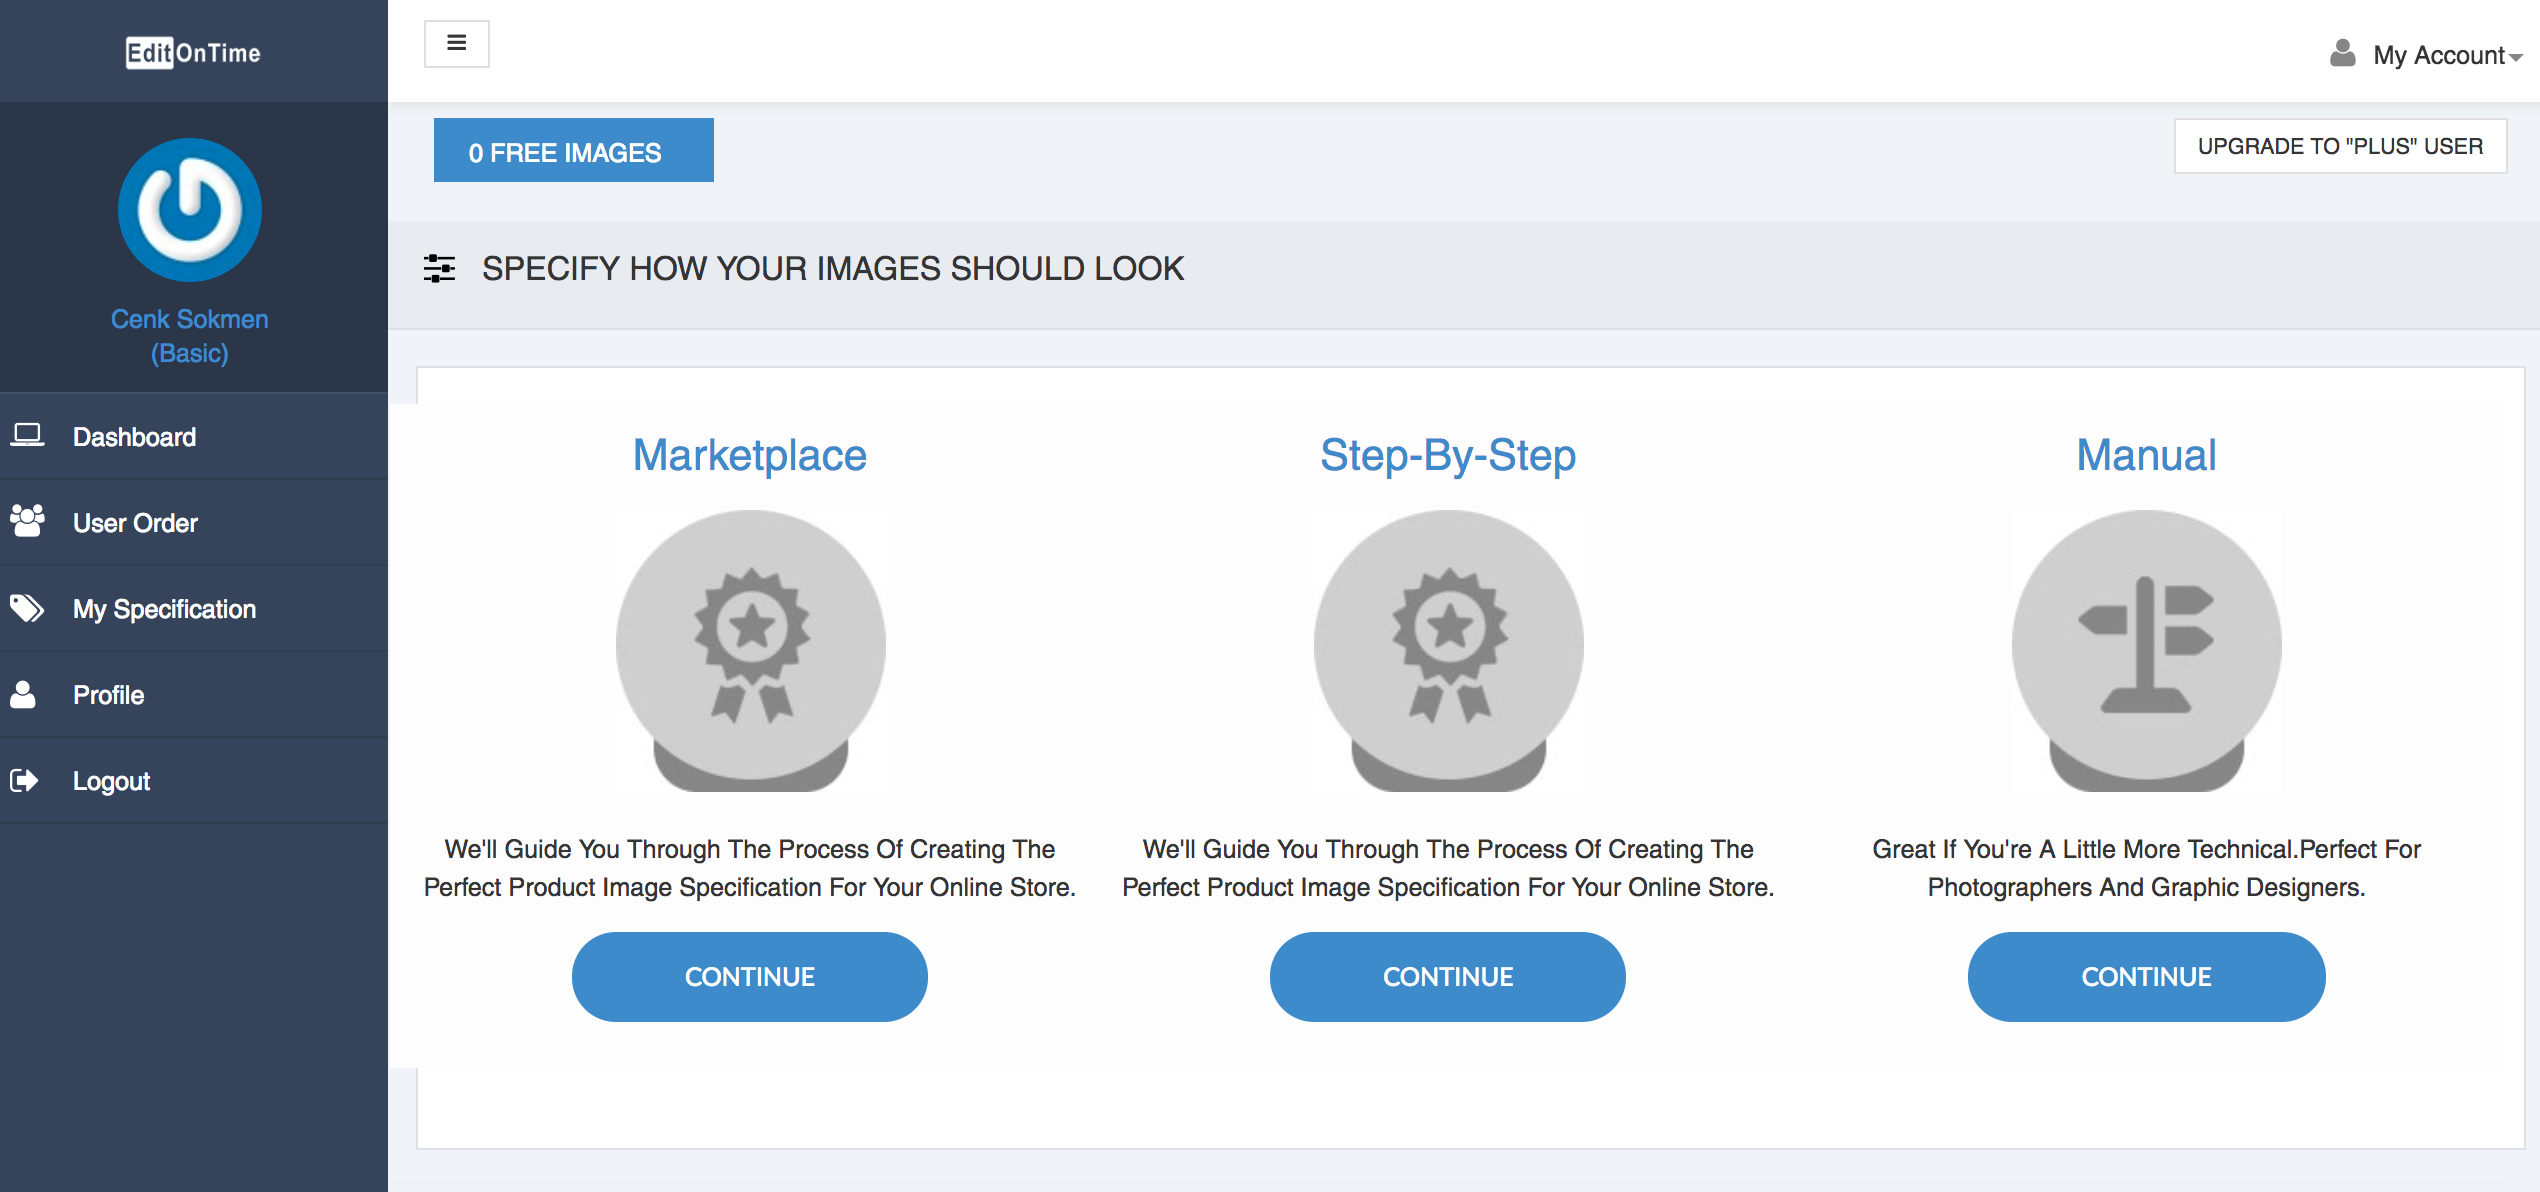 EditOnTime
My Account
0 FREE IMAGES
UPGRADE TO "PLUS" USER
Cenk Sokmen
(Basic)
SPECIFY HOW YOUR IMAGES SHOULD LOOK
Dashboard
User Order
My Specification
Profile
Logout
Marketplace
We'll Guide You Through The Process Of Creating The
Perfect Product Image Specification For Your Online Store.
CONTINUE
Step-By-Step
We'll Guide You Through The Process Of Creating The
Perfect Product Image Specification For Your Online Store.
CONTINUE
Manual
Great If You're A Little More Technical.Perfect For
Photographers And Graphic Designers.
CONTINUE